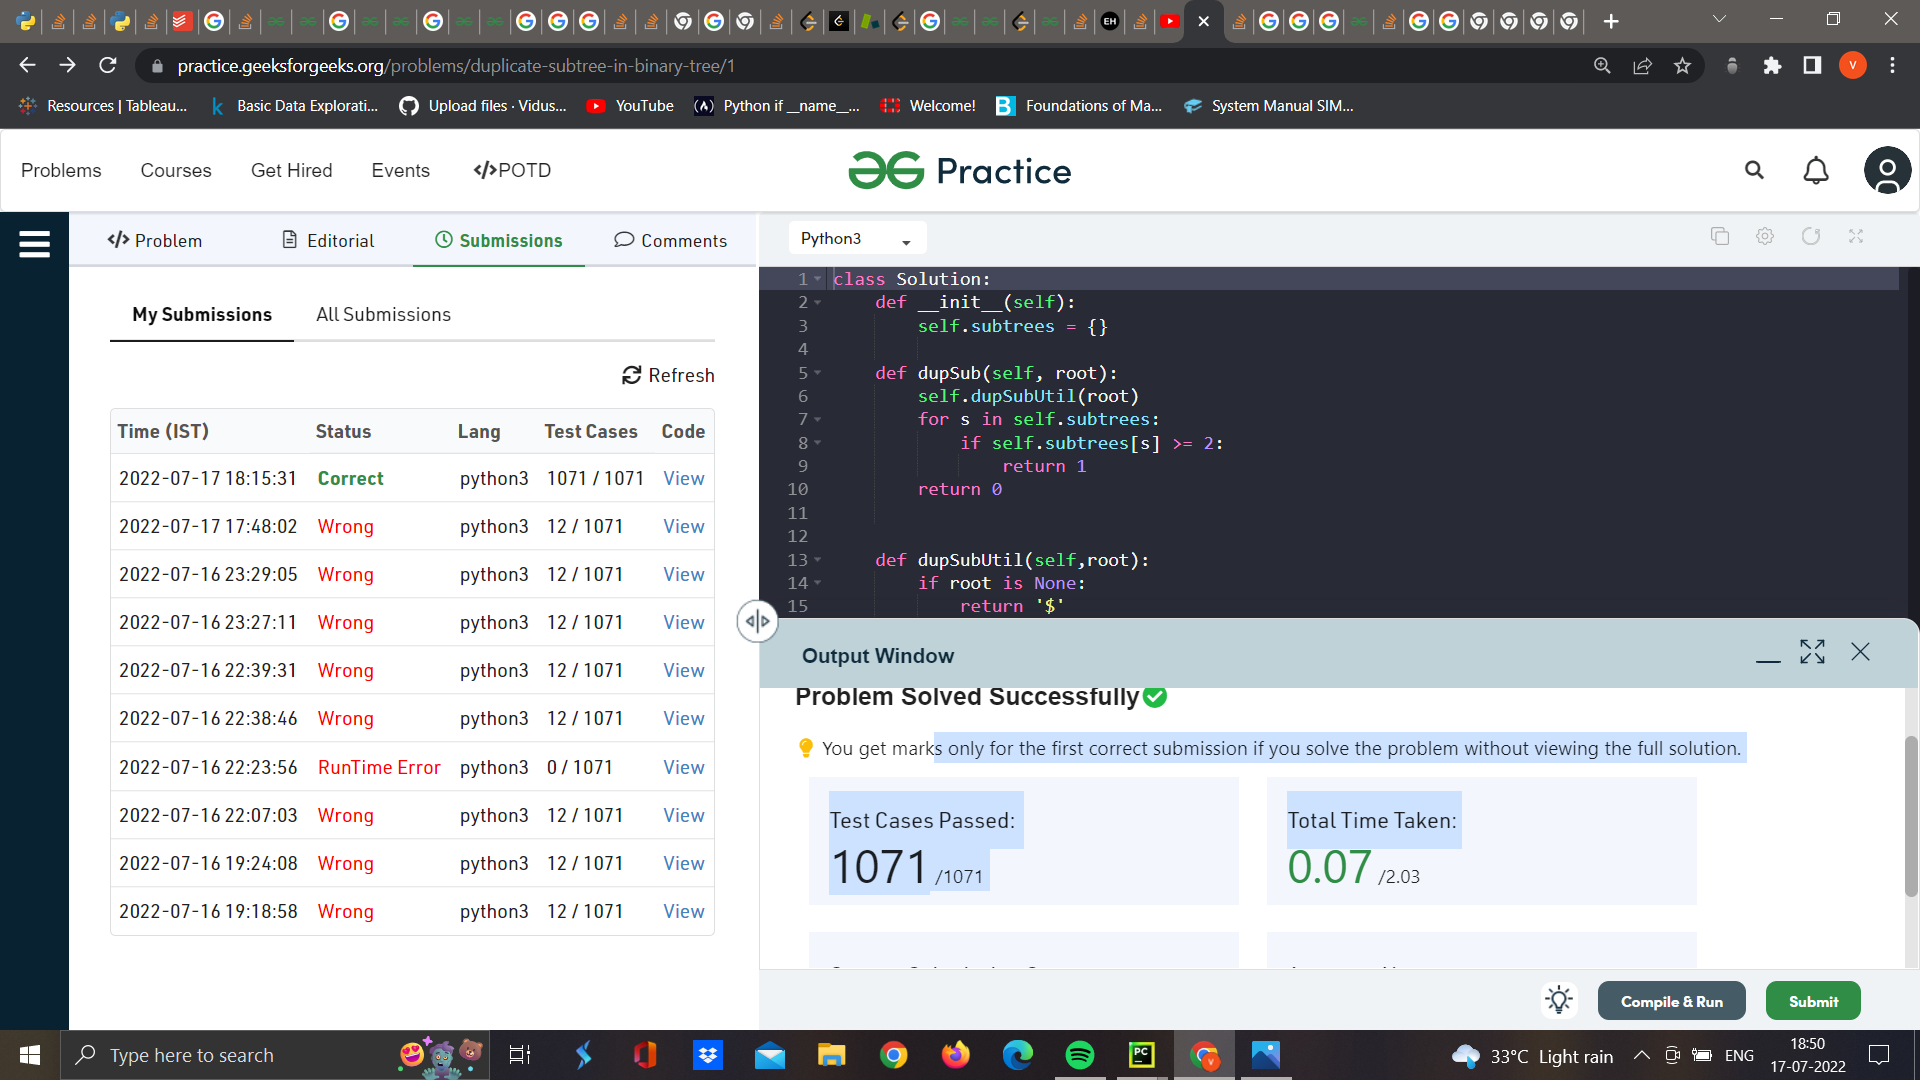 practice.geeksforgeeks.org/problems/duplicate-subtree-in-binary-tree/1
V
Resources | Tableau...
Basic Data Explorati...
Upload files · Vidus...
YouTube
Python if __name__...
Welcome!
Foundations of Ma...
System Manual SIM...
Problems
Courses
Get Hired
Events
</>POTD
Practice
</> Problem
Editorial
Submissions
Comments
Python3
My Submissions
All Submissions
Refresh
Time (IST) Status Lang Test Cases Code
2022-07-17 18:15:31 Correct python3 1071 / 1071 View
2022-07-17 17:48:02 Wrong python3 12 / 1071 View
2022-07-16 23:29:05 Wrong python3 12 / 1071 View
2022-07-16 23:27:11 Wrong python3 12 / 1071 View
2022-07-16 22:39:31 Wrong python3 12 / 1071 View
2022-07-16 22:38:46 Wrong python3 12 / 1071 View
2022-07-16 22:23:56 RunTime Error python3 0 / 1071 View
2022-07-16 22:07:03 Wrong python3 12 / 1071 View
2022-07-16 19:24:08 Wrong python3 12 / 1071 View
2022-07-16 19:18:58 Wrong python3 12 / 1071 View
1 class Solution:
2 def __init__(self):
3 self.subtrees = {}
4
5 def dupSub(self, root):
6 self.dupSubUtil(root)
7 for s in self.subtrees:
8 if self.subtrees[s] >= 2:
9 return 1
10 return 0
11
12
13 def dupSubUtil(self,root):
14 if root is None:
15 return '$'
Output Window
Problem Solved Successfully
You get marks only for the first correct submission if you solve the problem without viewing the full solution.
Test Cases Passed:
1071 /1071
Total Time Taken:
0.07 /2.03
Compile & Run
Submit
Type here to search
33°C Light rain
ENG
18:50
17-07-2022